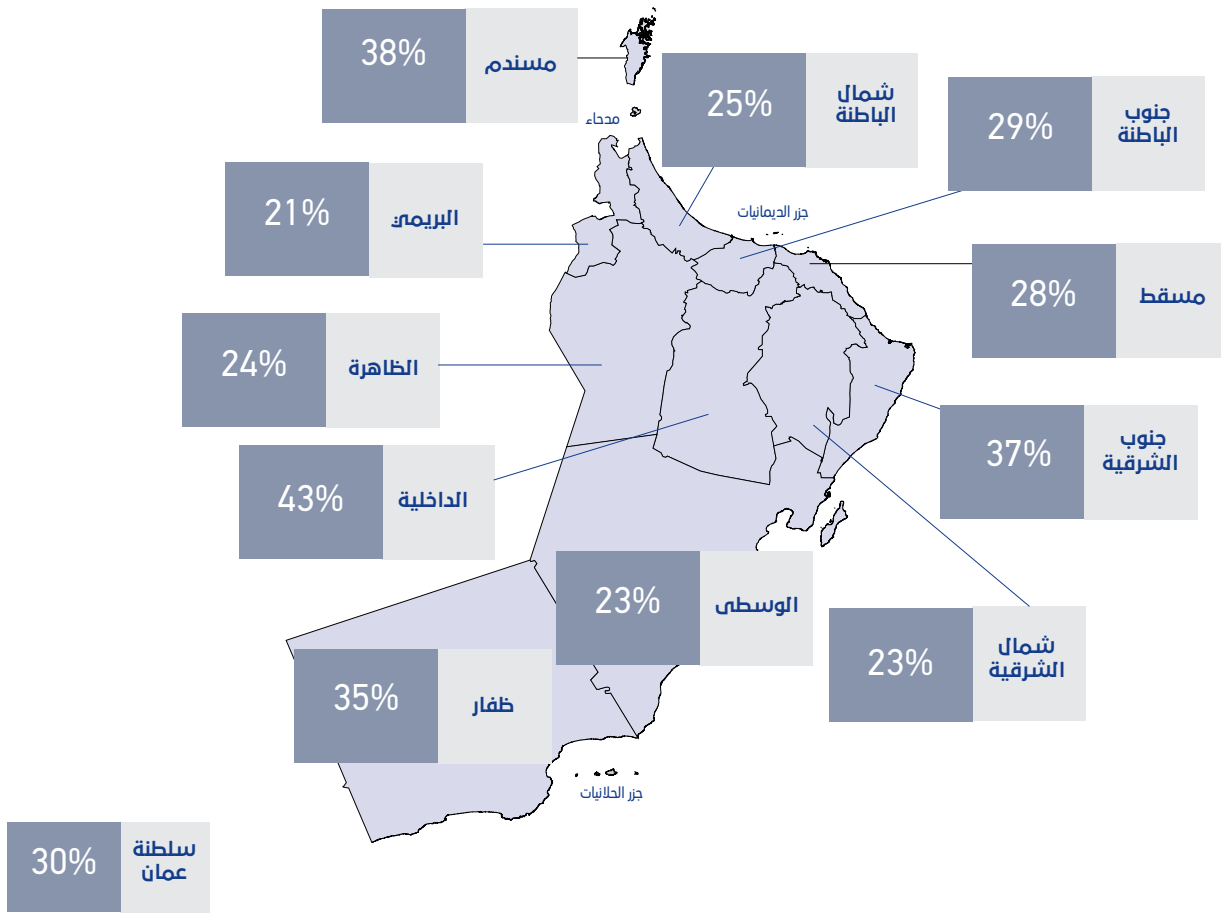 38%
مسندم
25%
شمال
الباطنة
29%
جنوب
الباطنة
مدحاء
21%
البريمي
جزر الديمانيات
28%
مسقط
24%
الظاهرة
37%
جنوب
الشرقية
43%
الداخلية
23%
الوسطى
23%
شمال
الشرقية
35%
ظفار
جزر الحلانيات
30%
سلطنة
عمان